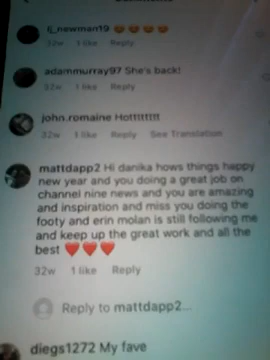 lj_newman19 😍 😍 😍 😍
32w 1 like Reply
adammurray97 She's back!
32w 1 like Reply
john.romaine Hottttttt
32w 1 like Reply See Translation
mattdapp2 Hi danika hows things happy
new year and you doing a great job on
channel nine news and you are amazing
and inspiration and miss you doing the
footy and erin molan is still following me
and keep up the great work and all the
best ❤️❤️❤️
32w 1 like Reply
Reply to mattdapp2...
diegs1272 My fave